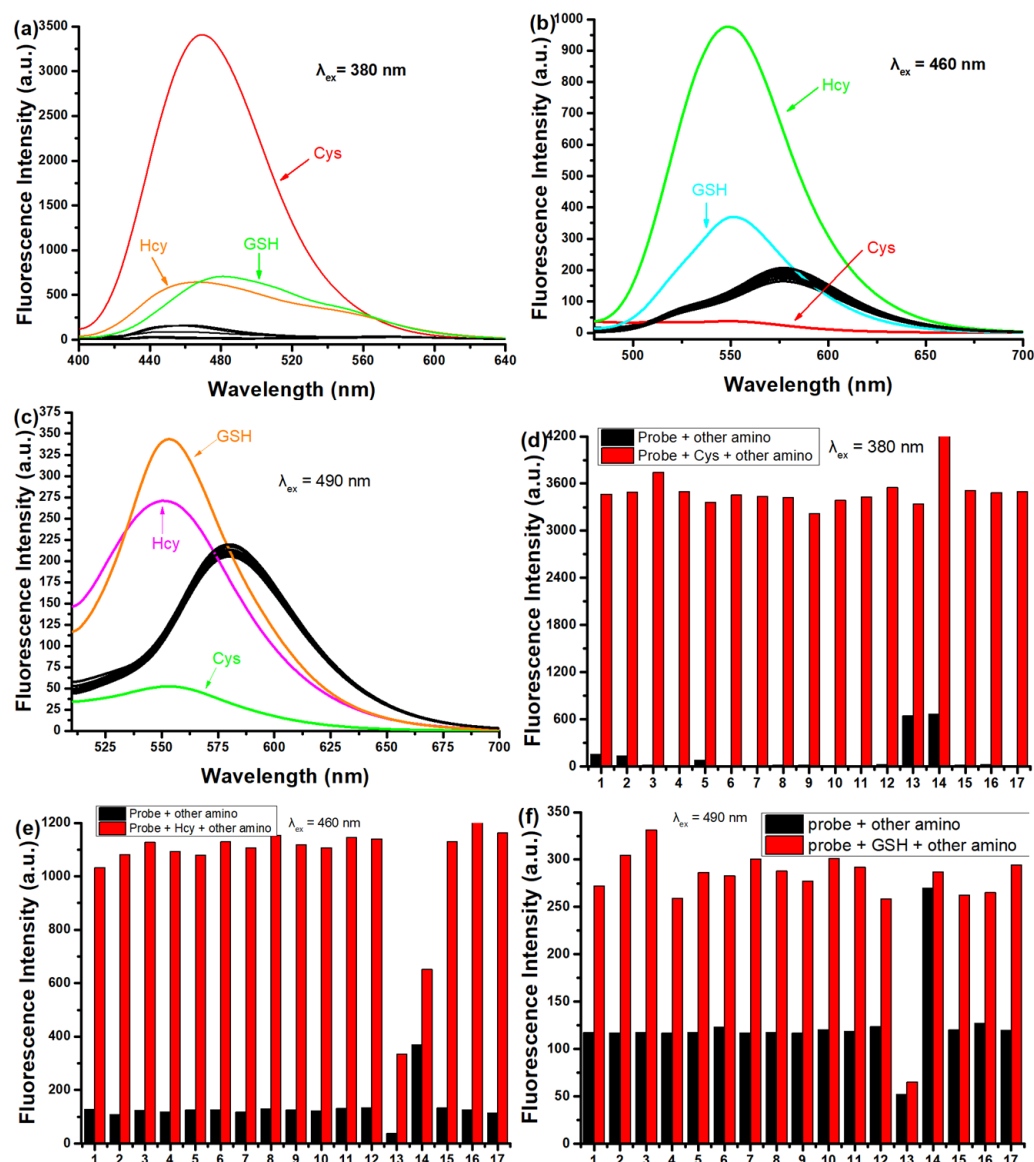 (a)
3500
3000
2500
2000
1500
1000
500
0
Fluorescence Intensity (a.u.)
λex= 380 nm
Cys
Hcy
GSH
400 440 480 520 560 600 640
Wavelength (nm)
(b)
1000
900
800
700
600
500
400
300
200
100
0
Fluorescence Intensity (a.u.)
λex= 460 nm
Hcy
GSH
Cys
500 550 600 650 700
Wavelength (nm)
(c)
375
350
325
300
275
250
225
200
175
150
125
100
75
50
25
0
Fluorescence Intensity (a.u.)
GSH
λex = 490 nm
Hcy
Cys
525 550 575 600 625 650 675 700
Wavelength (nm)
(d)
4200
3600
3000
2400
1800
1200
600
0
Fluorescence Intensity (a.u.)
Probe + other amino
Probe + Cys + other amino
λex = 380 nm
1 2 3 4 5 6 7 8 9 10 11 12 13 14 15 16 17
(e)
1200
1000
800
600
400
200
0
Fluorescence Intensity (a.u.)
Probe + other amino
Probe + Hcy + other amino
λex = 460 nm
1 2 3 4 5 6 7 8 9 10 11 12 13 14 15 16 17
(f)
350
300
250
200
150
100
50
0
Fluorescence Intensity (a.u.)
λex = 490 nm
probe + other amino
probe + GSH + other amino
1 2 3 4 5 6 7 8 9 10 11 12 13 14 15 16 17